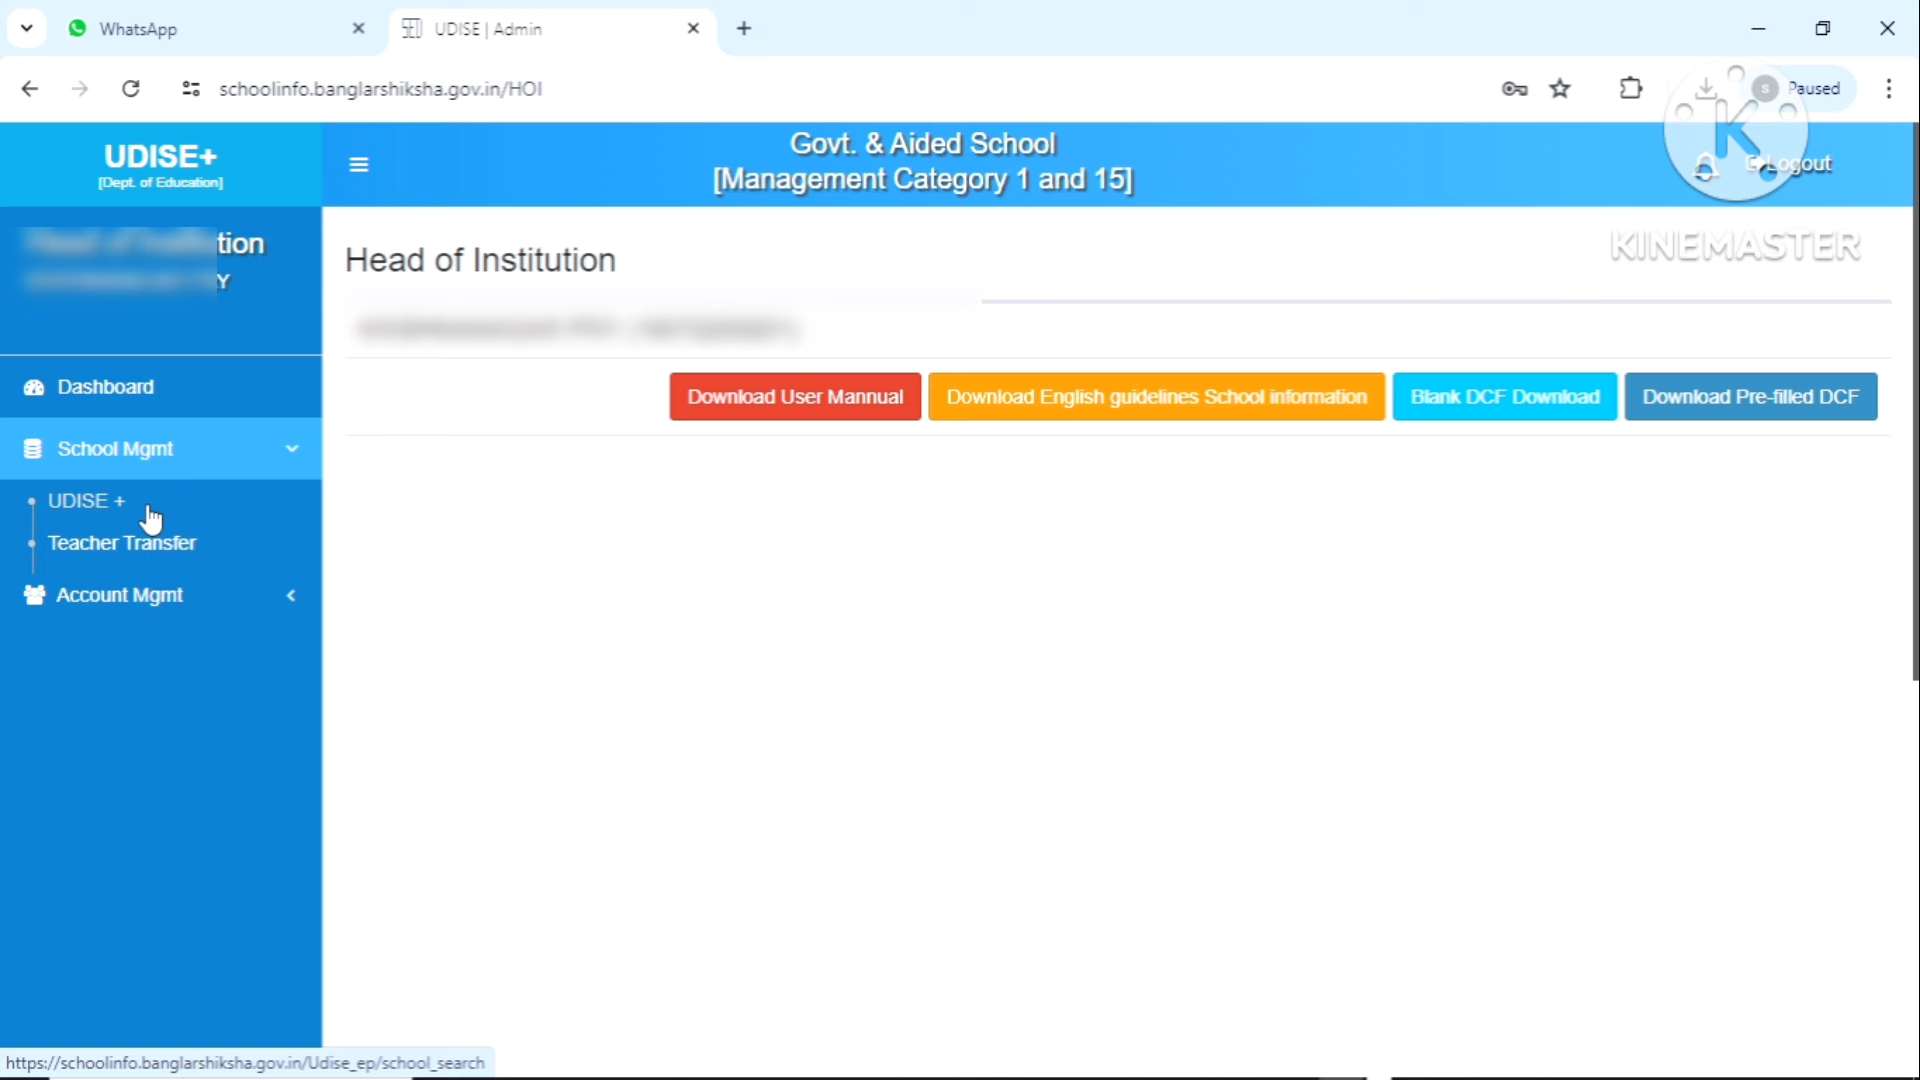 WhatsApp
UDISE | Admin
schoolinfo.banglarshiksha.gov.in/HOI
S
Paused
UDISE+
[Dept. of Education]
Govt. & Aided School
[Management Category 1 and 15]
Logout
K
KINEMASTER
tion
Y
Head of Institution
Download User Mannual
Download English guidelines School information
Blank DCF Download
Download Pre-filled DCF
Dashboard
School Mgmt
UDISE +
Teacher Transfer
Account Mgmt
https://schoolinfo.banglarshiksha.gov.in/Udise_ep/school_search